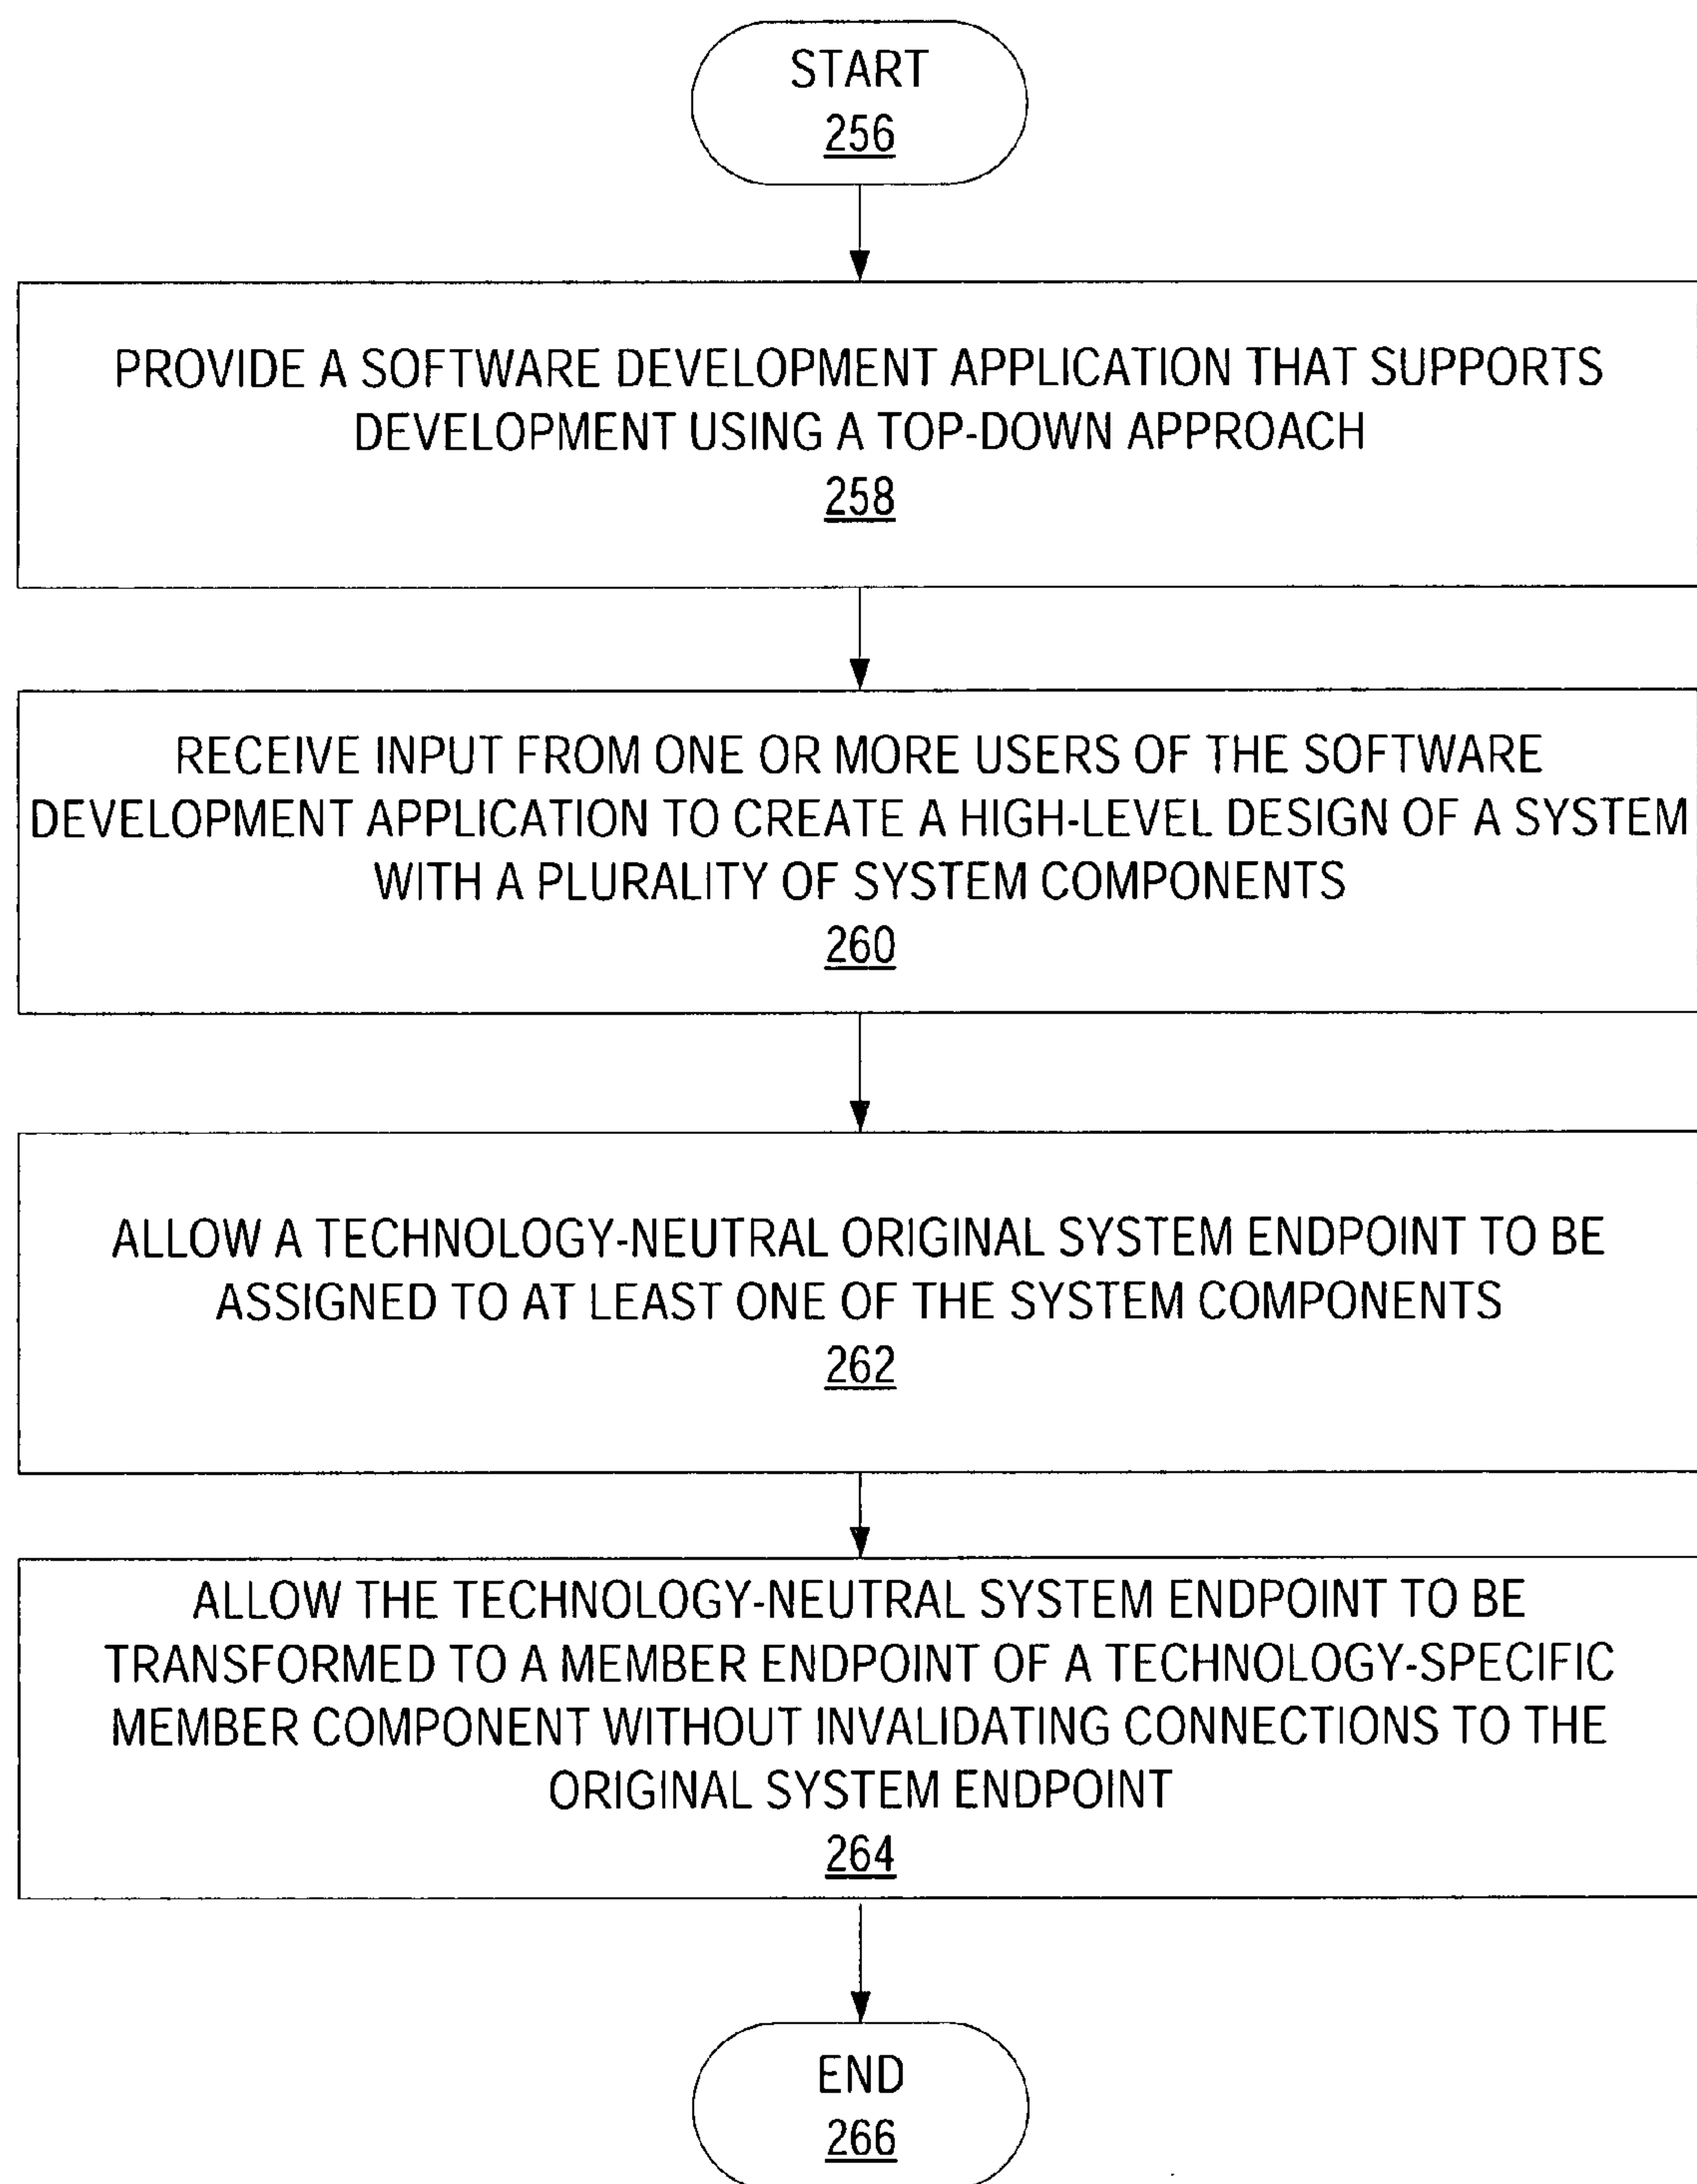 START
256
PROVIDE A SOFTWARE DEVELOPMENT APPLICATION THAT SUPPORTS
DEVELOPMENT USING A TOP-DOWN APPROACH
258
RECEIVE INPUT FROM ONE OR MORE USERS OF THE SOFTWARE
DEVELOPMENT APPLICATION TO CREATE A HIGH-LEVEL DESIGN OF A SYSTEM
WITH A PLURALITY OF SYSTEM COMPONENTS
260
ALLOW A TECHNOLOGY-NEUTRAL ORIGINAL SYSTEM ENDPOINT TO BE
ASSIGNED TO AT LEAST ONE OF THE SYSTEM COMPONENTS
262
ALLOW THE TECHNOLOGY-NEUTRAL SYSTEM ENDPOINT TO BE
TRANSFORMED TO A MEMBER ENDPOINT OF A TECHNOLOGY-SPECIFIC
MEMBER COMPONENT WITHOUT INVALIDATING CONNECTIONS TO THE
ORIGINAL SYSTEM ENDPOINT
264
END
266